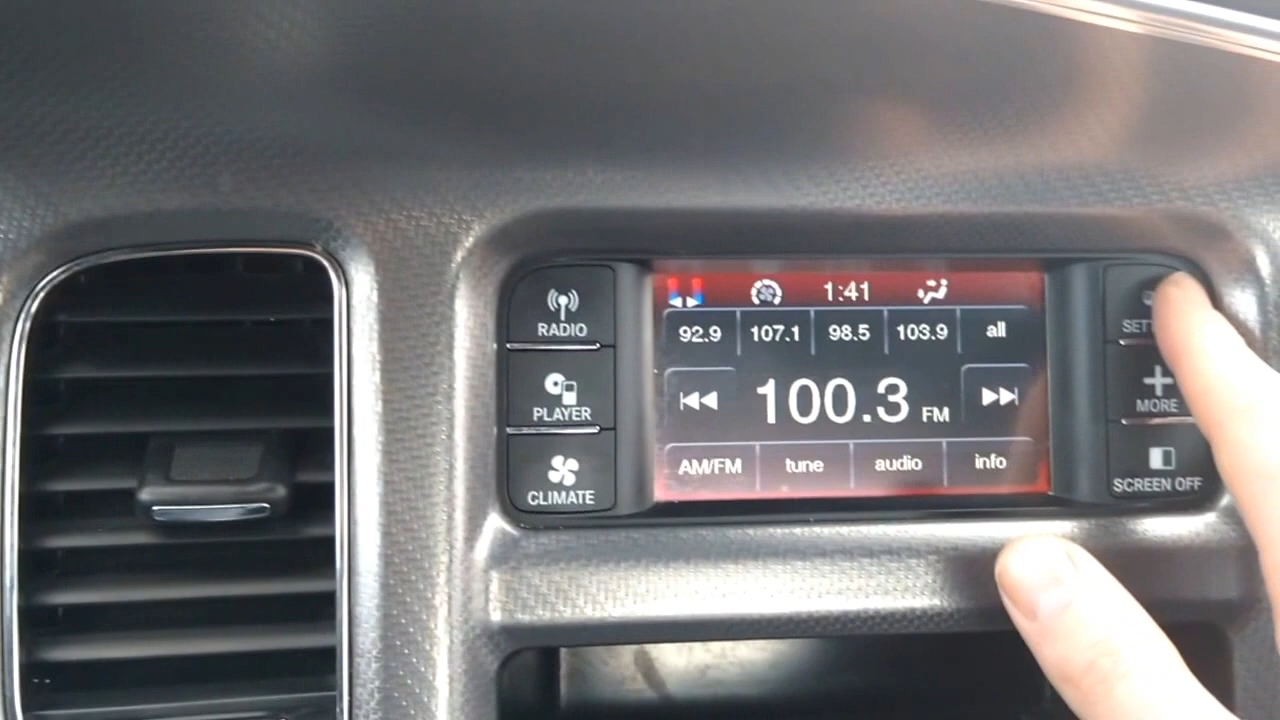 1:41
RADIO
92.9 107.1 98.5 103.9 all
PLAYER
100.3 FM
MORE
AM/FM tune audio info
CLIMATE
SCREEN OFF